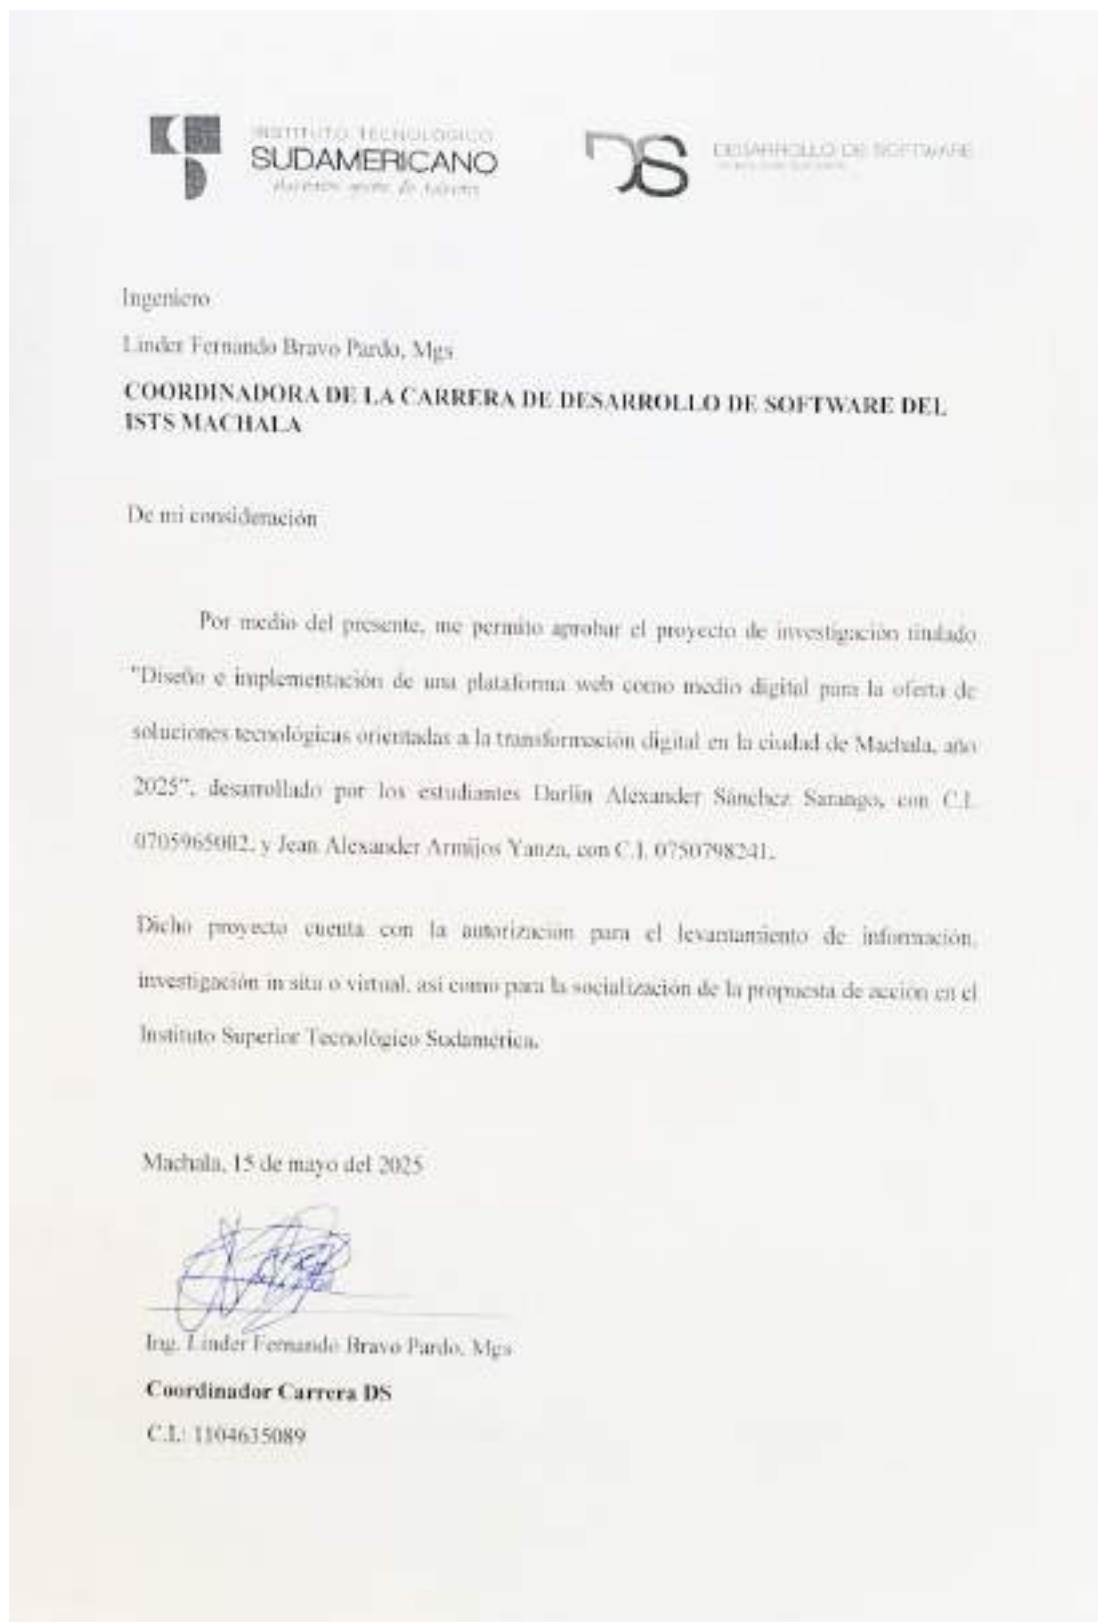 INSTITUTO TECNOLÓGICO
SUDAMERICANO
Hacemos gente de talento
DS
DESARROLLO DE SOFTWARE
Ingeniero
Linder Fernando Bravo Pardo, Mgs
COORDINADORA DE LA CARRERA DE DESARROLLO DE SOFTWARE DEL
ISTS MACHALA
De mi consideración
Por medio del presente, me permito aprobar el proyecto de investigación titulado
"Diseño e implementación de una plataforma web como medio digital para la oferta de
soluciones tecnológicas orientadas a la transformación digital en la ciudad de Machala, año
2025", desarrollado por los estudiantes Darlin Alexander Sánchez Sarango, con C.I.
0705965002, y Jean Alexander Armijos Yanza, con C.I. 0750798241.
Dicho proyecto cuenta con la autorización para el levantamiento de información,
investigación in situ o virtual, así como para la socialización de la propuesta de acción en el
Instituto Superior Tecnológico Sudamérica.
Machala, 15 de mayo del 2025
Ing. Linder Fernando Bravo Pardo, Mgs
Coordinador Carrera DS
C.I.: 1104635089